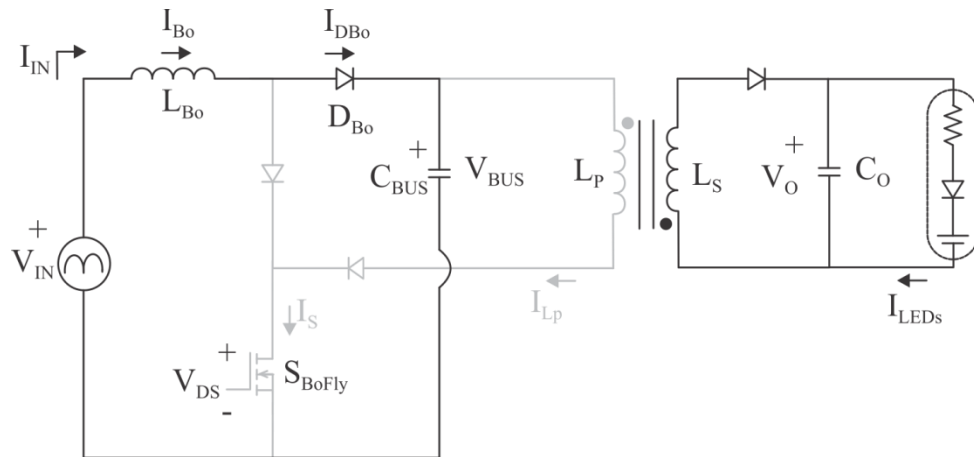 I_Bo
I_DBo
I_IN
L_Bo
D_Bo
+
C_BUS
V_BUS
L_P
L_S
+
V_O
C_O
+
V_IN
I_S
I_Lp
I_LEDs
+
V_DS
S_BoFly
-